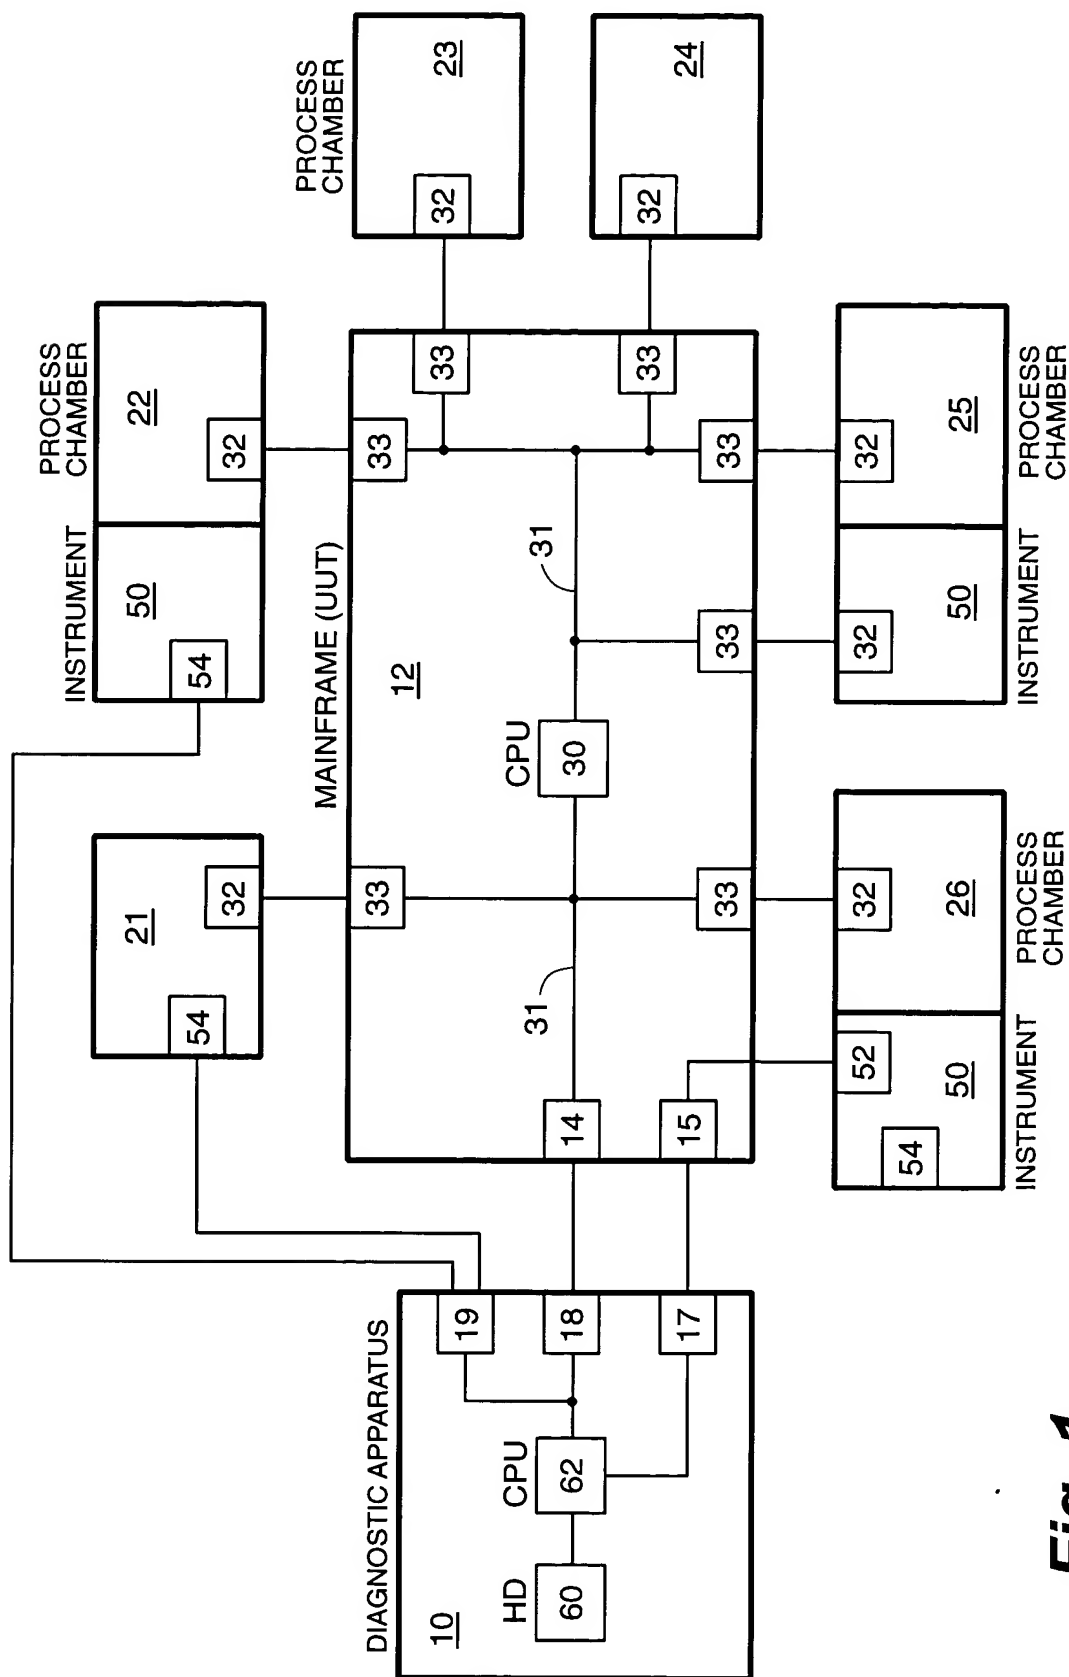 PROCESS
CHAMBER
INSTRUMENT
50
22
54
32
21
54
32
PROCESS
CHAMBER
23
32
24
32
MAINFRAME (UUT)
12
33
33
33
33
31
CPU
30
31
14
15
33
33
33
DIAGNOSTIC APPARATUS
10
19
18
17
HD
60
CPU
62
52
54
50
INSTRUMENT
32
26
PROCESS
CHAMBER
32
50
INSTRUMENT
32
25
PROCESS
CHAMBER
Fig. 1